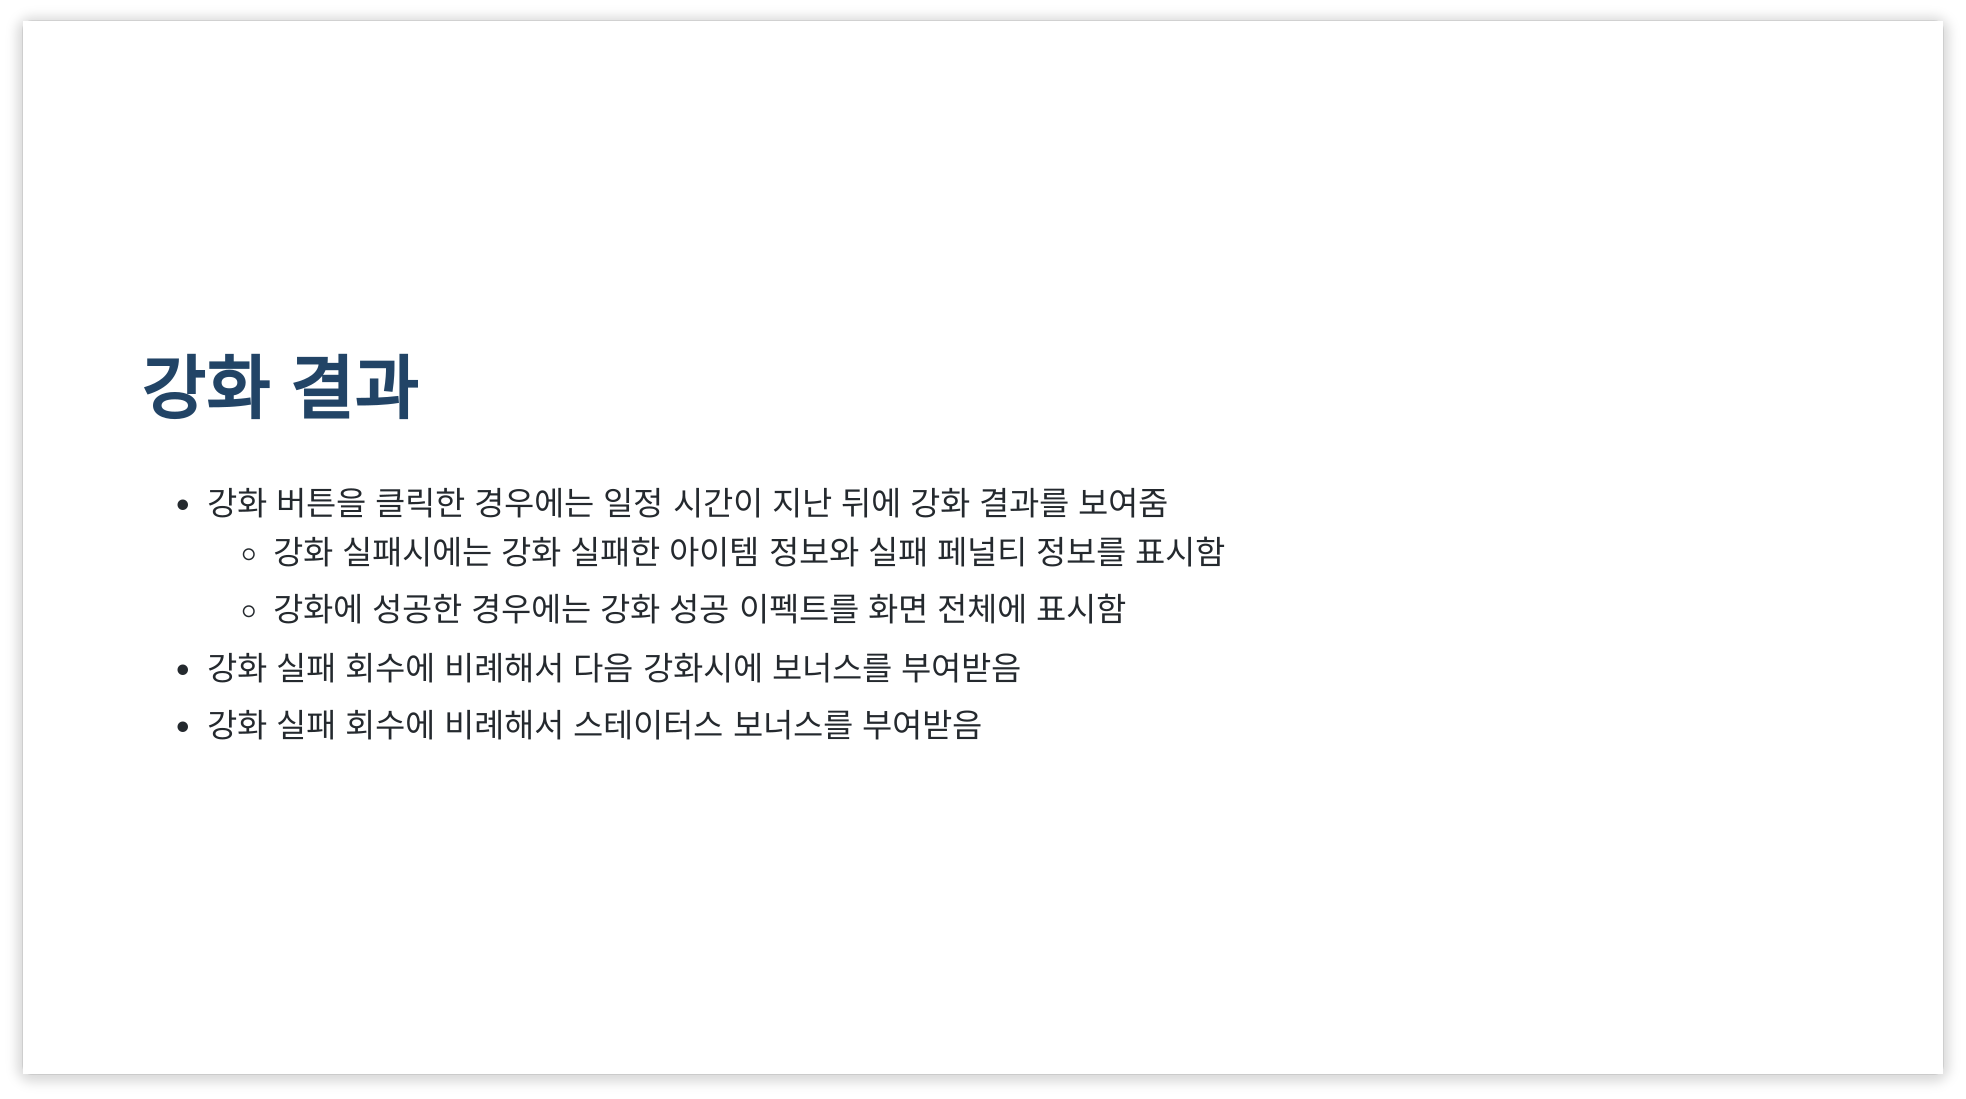 강화 결과
강화 버튼을 클릭한 경우에는 일정 시간이 지난 뒤에 강화 결과를 보여줌
강화 실패시에는 강화 실패한 아이템 정보와 실패 페널티 정보를 표시함
강화에 성공한 경우에는 강화 성공 이펙트를 화면 전체에 표시함
강화 실패 회수에 비례해서 다음 강화시에 보너스를 부여받음
강화 실패 회수에 비례해서 스테이터스 보너스를 부여받음